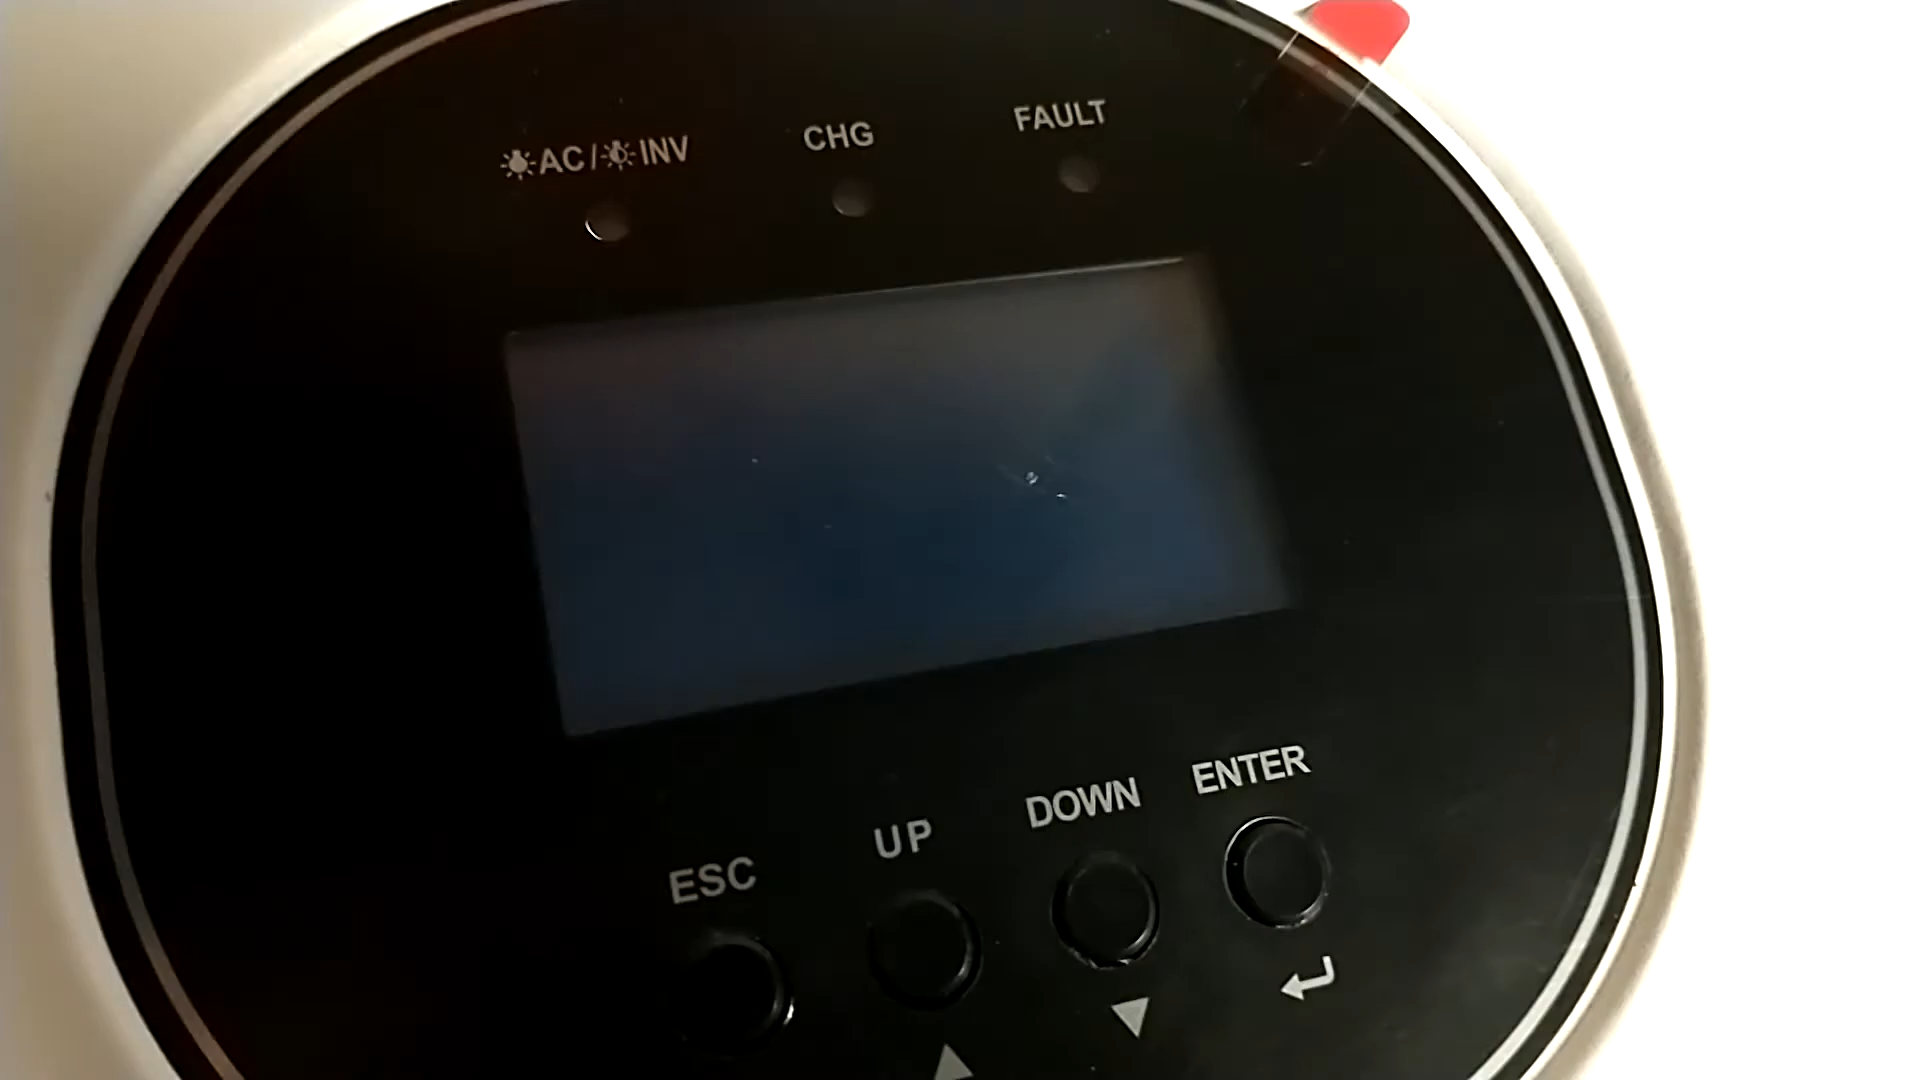 AC/INV
CHG
FAULT
ESC
UP
DOWN
ENTER